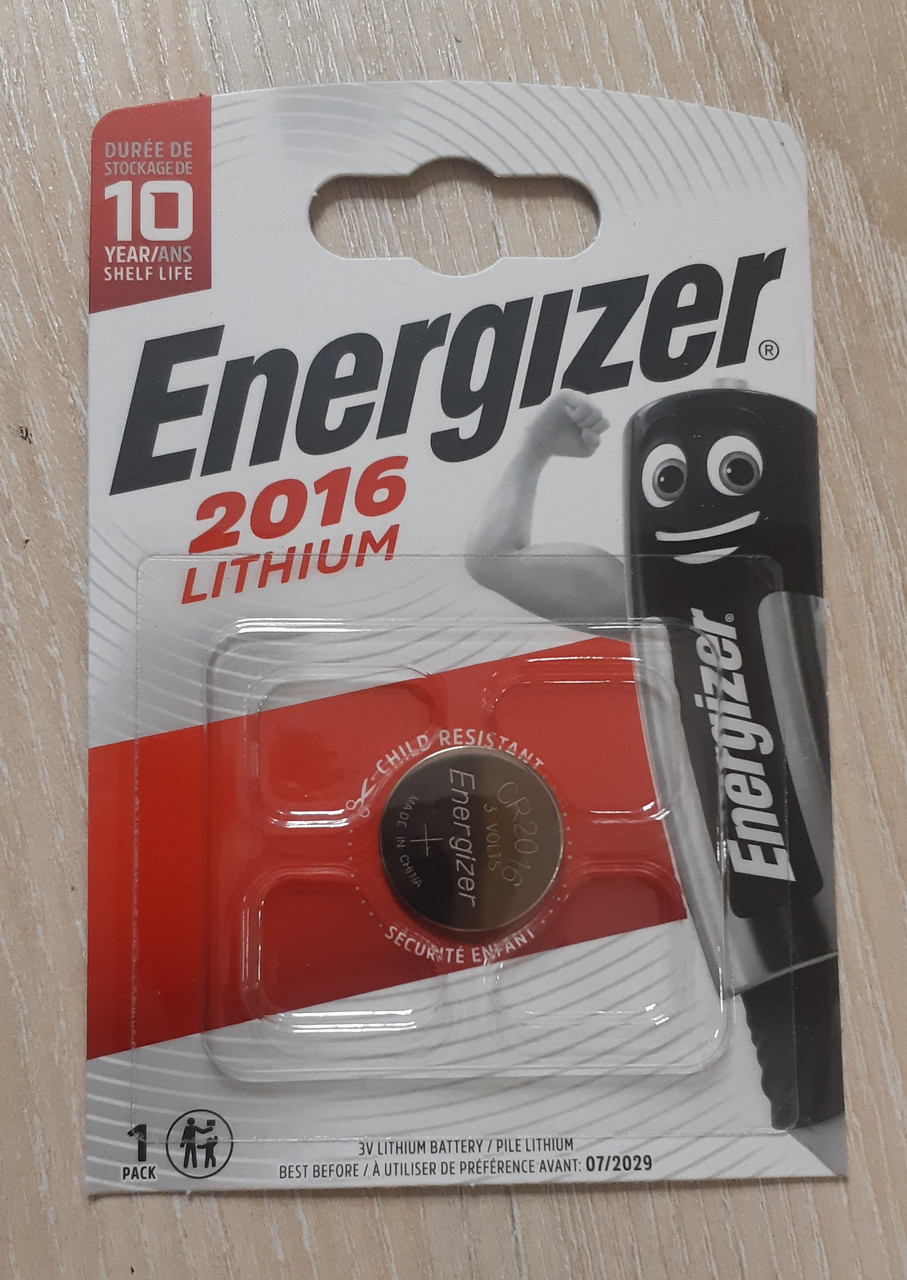 DURÉE DE
STOCKAGE DE
10
YEAR/ANS
SHELF LIFE
Energizer®
2016
LITHIUM
Energizer®
CHILD RESISTANT
CR2016
3 VOLTS
Energizer
+
MADE IN CHINA
SÉCURITÉ ENFANT
1
PACK
3V LITHIUM BATTERY / PILE LITHIUM
BEST BEFORE / À UTILISER DE PRÉFÉRENCE AVANT: 07/2029